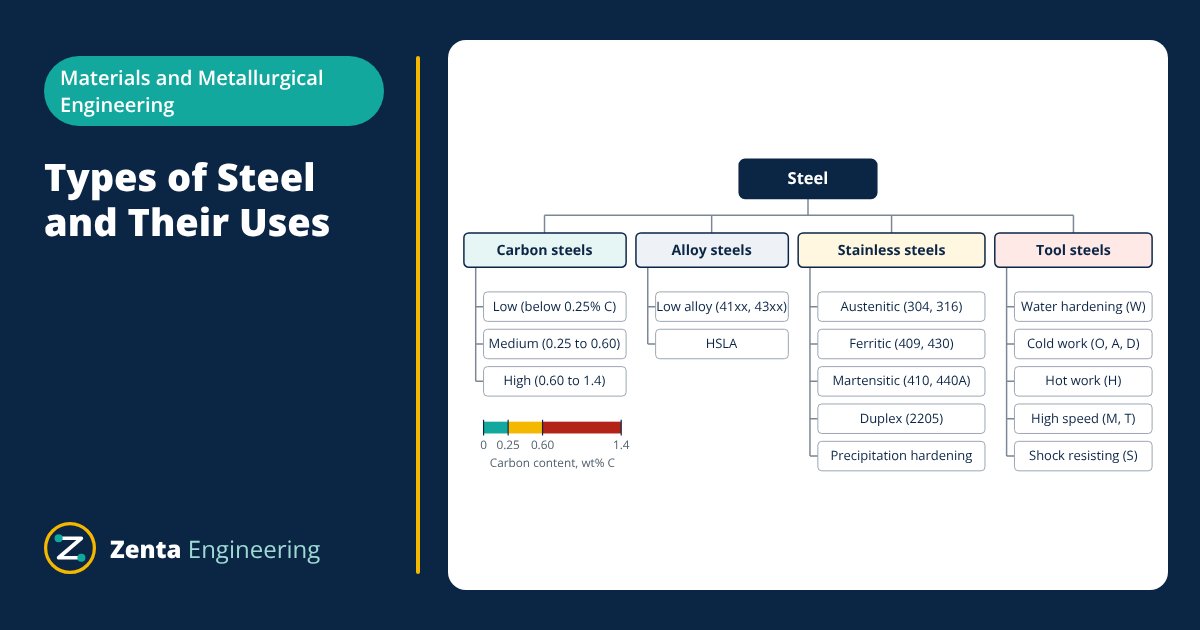 Materials and Metallurgical
Engineering
Types of Steel
and Their Uses
Zenta Engineering
Steel
Carbon steels
Low (below 0.25% C)
Medium (0.25 to 0.60)
High (0.60 to 1.4)
0 0.25 0.60 1.4
Carbon content, wt% C
Alloy steels
Low alloy (41xx, 43xx)
HSLA
Stainless steels
Austenitic (304, 316)
Ferritic (409, 430)
Martensitic (410, 440A)
Duplex (2205)
Precipitation hardening
Tool steels
Water hardening (W)
Cold work (O, A, D)
Hot work (H)
High speed (M, T)
Shock resisting (S)